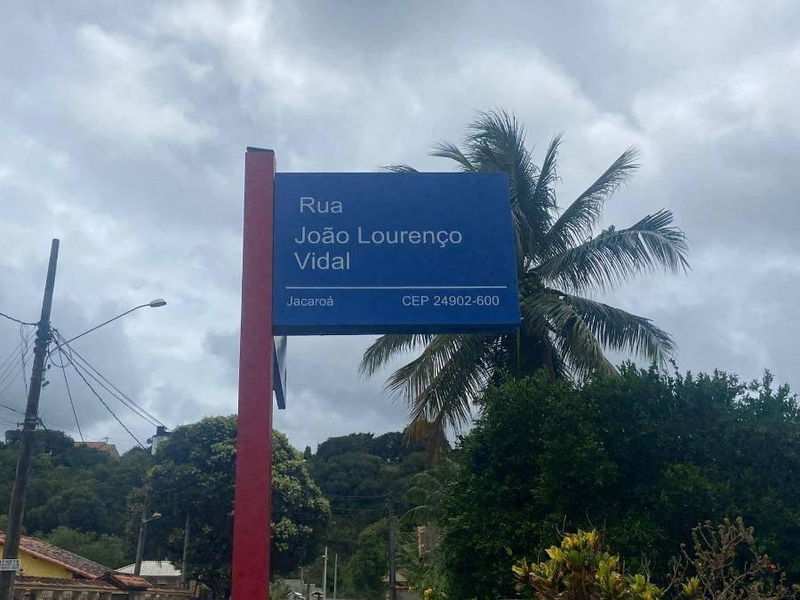 Rua
João Lourenço
Vidal
Jacaroá CEP 24902-600